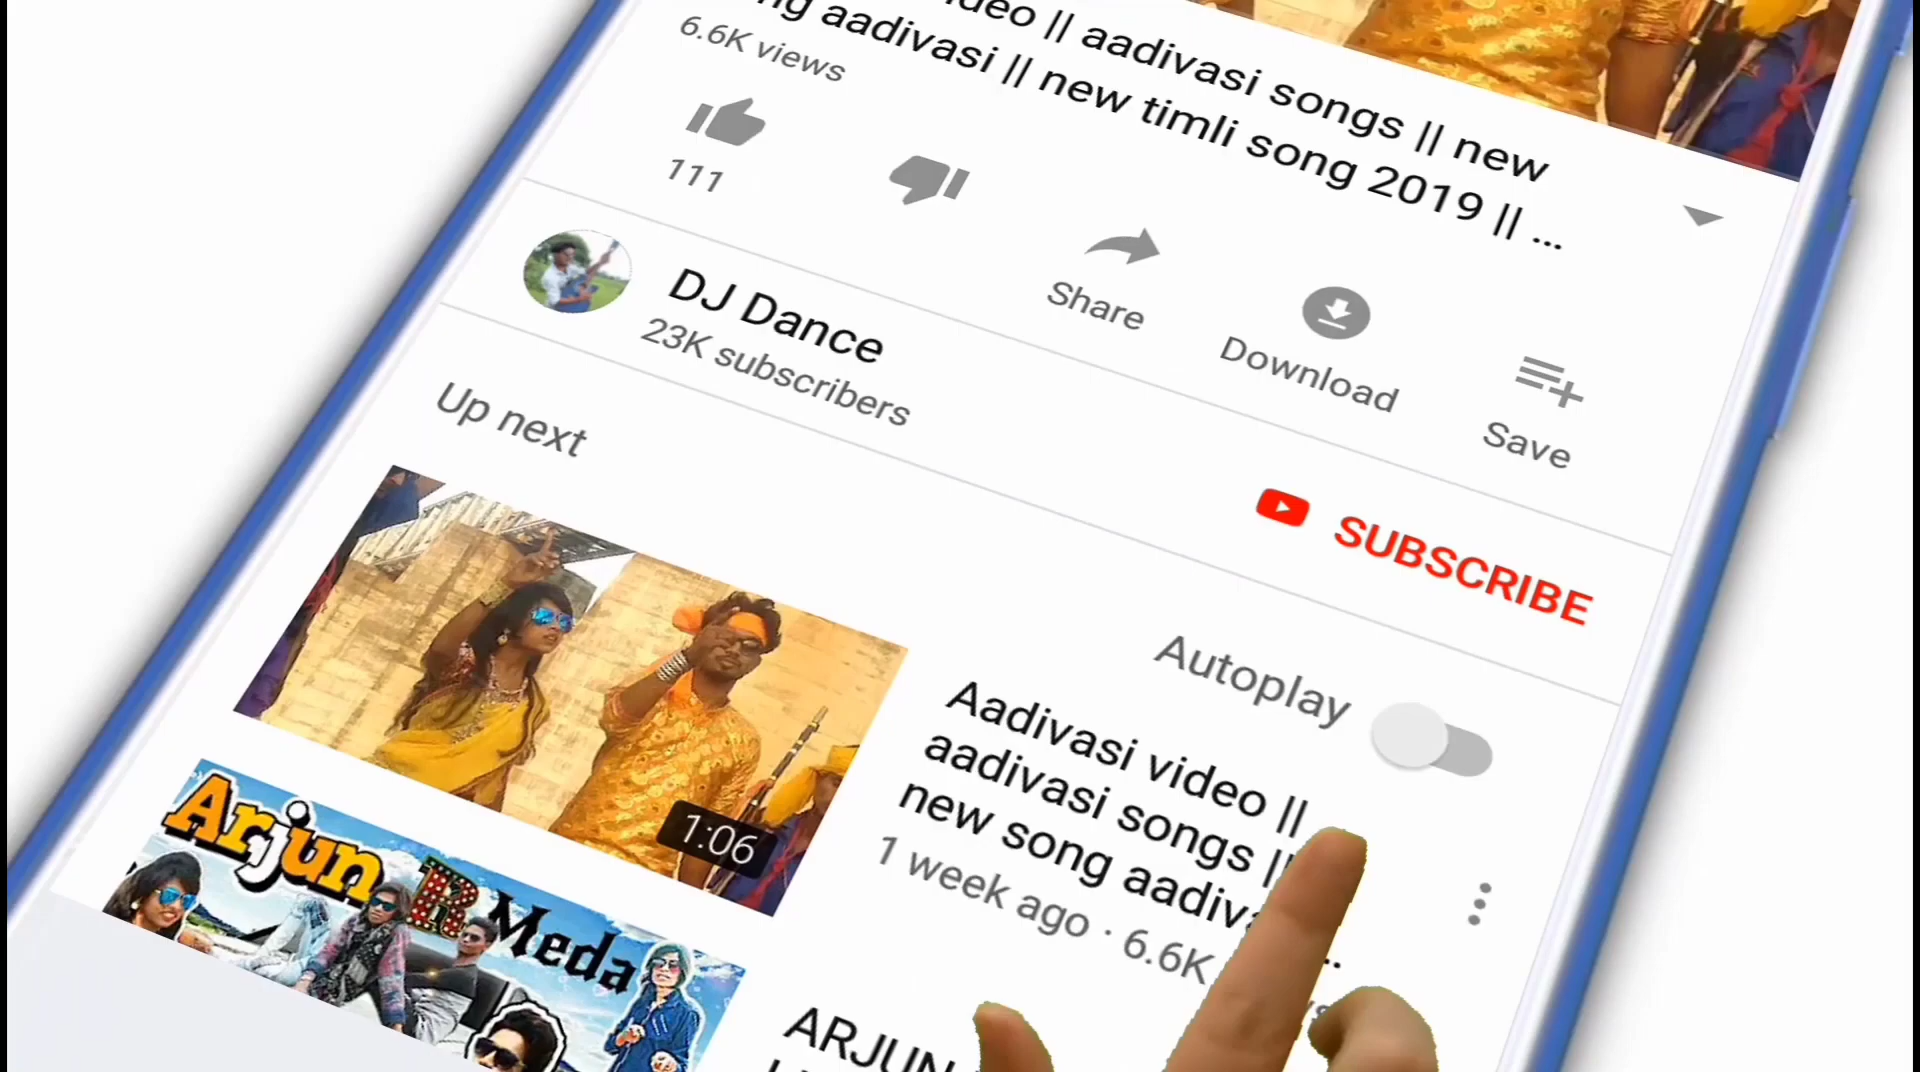 video || aadivasi songs || new
aadivasi || new timli song 2019 || ...
6.6K views
111
Share
Download
Save
DJ Dance
23K subscribers
SUBSCRIBE
Up next
Autoplay
1:06
Aadivasi video ||
aadivasi songs ||
new song aadiva
1 week ago · 6.6K
Arjun R Meda
ARJUN